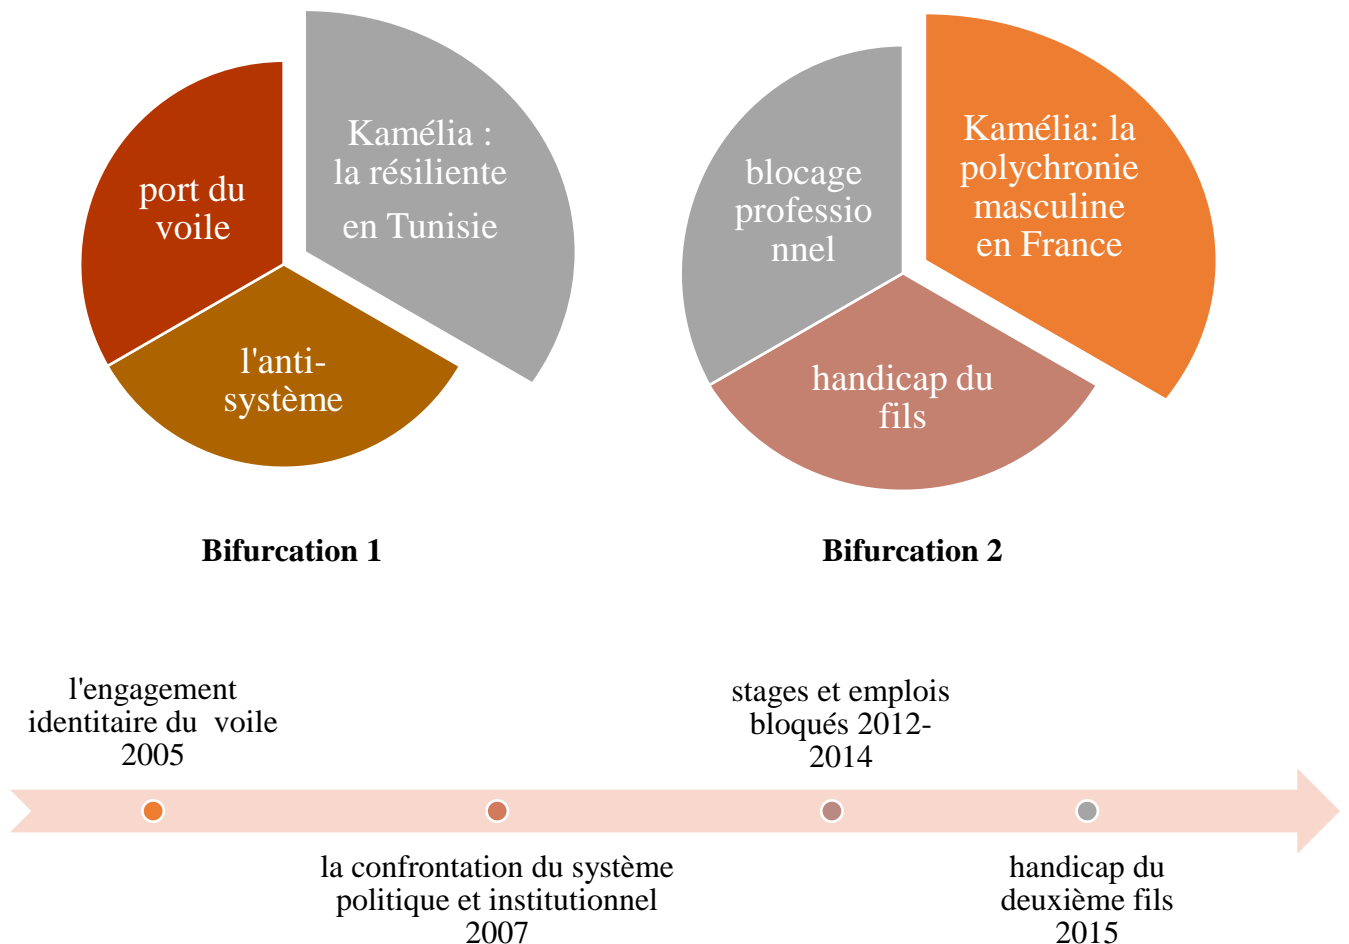 port du
voile
Kamélia :
la résiliente
en Tunisie
l'anti-
système
blocage
professio
nnel
Kamélia: la
polychronie
masculine
en France
handicap du
fils
Bifurcation 1
Bifurcation 2
l'engagement
identitaire du  voile
2005
la confrontation du système
politique et institutionnel
2007
stages et emplois
bloqués 2012-
2014
handicap du
deuxième fils
2015